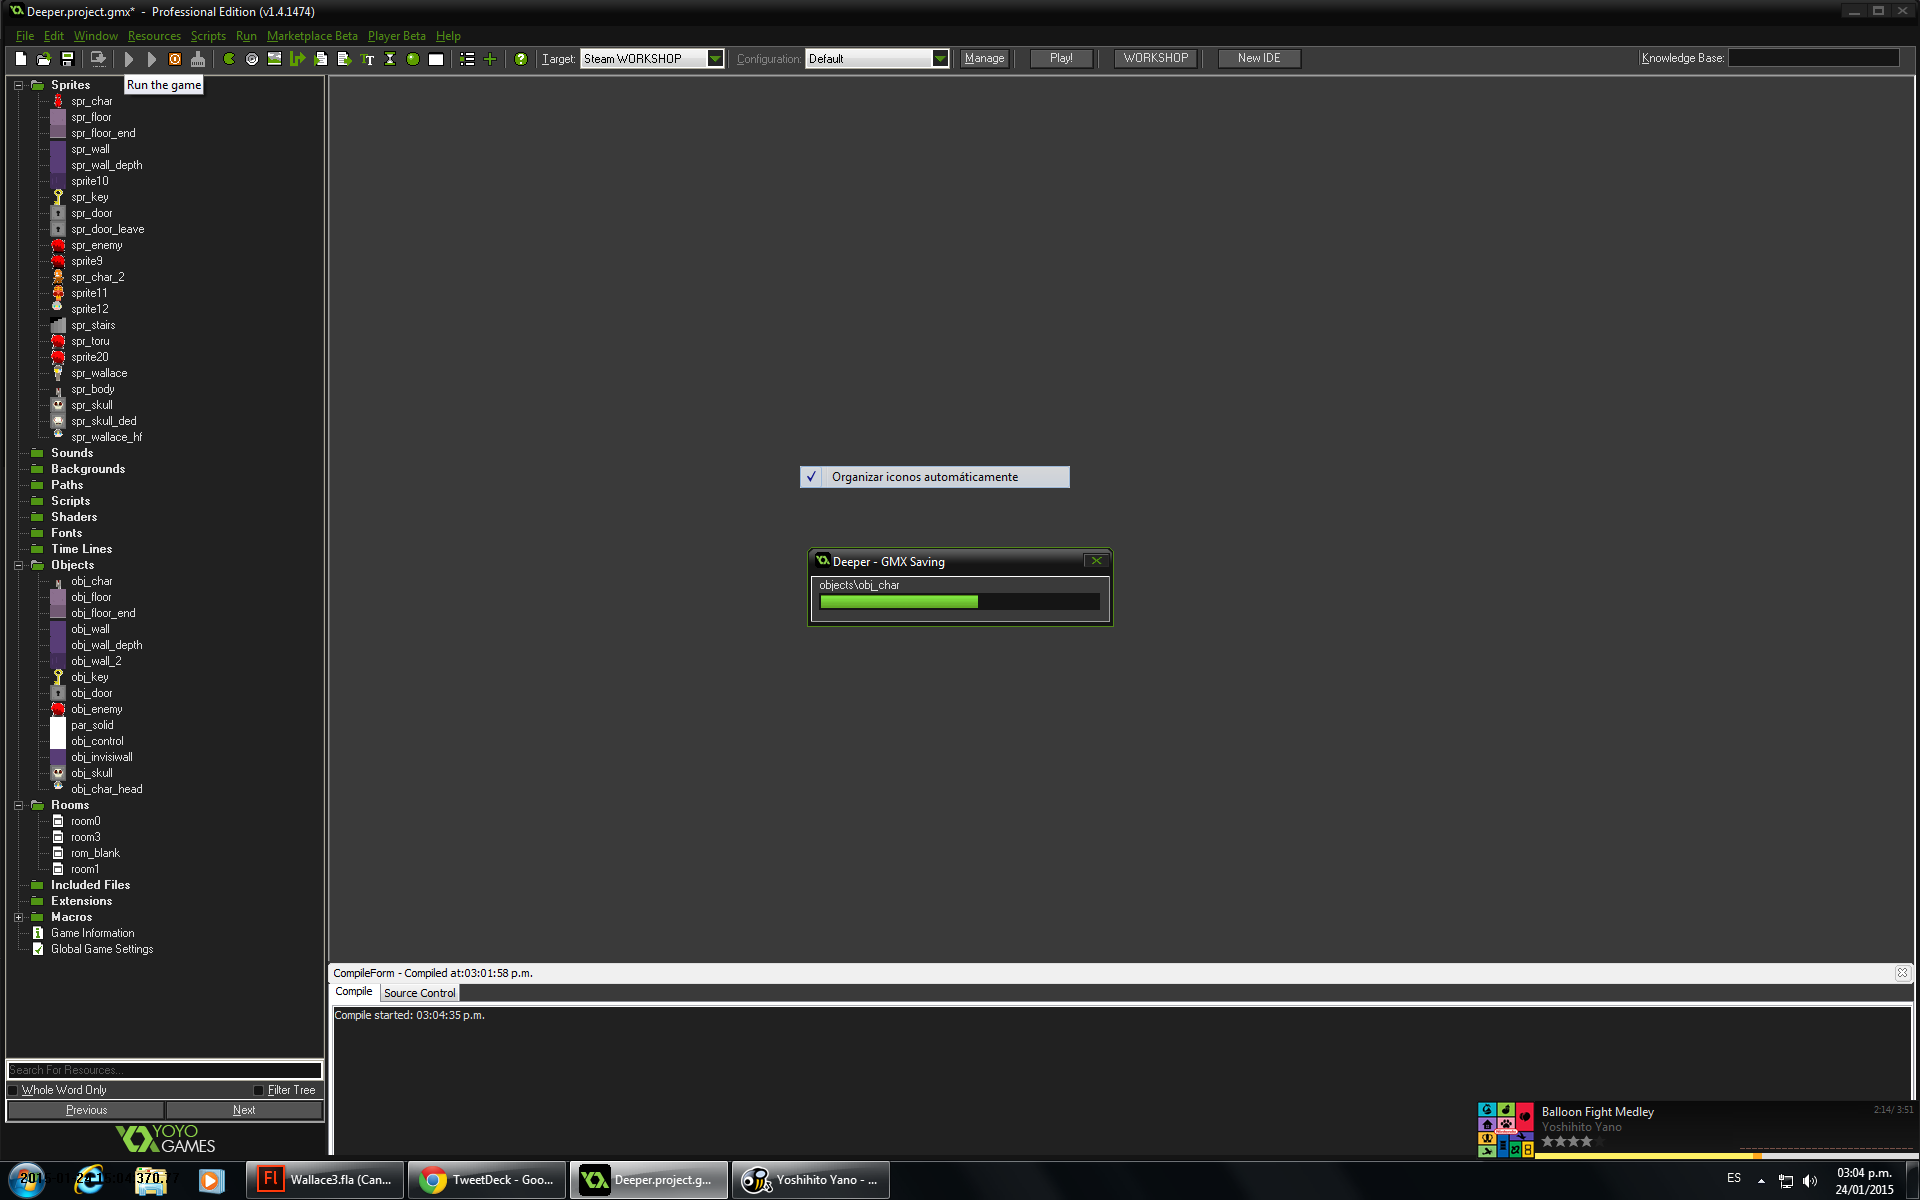 Deeper.project.gmx* - Professional Edition (v1.4.1474)
File Edit Window Resources Scripts Run Marketplace Beta Player Beta Help
Target: Steam WORKSHOP Configuration: Default Manage Play! WORKSHOP New IDE Knowledge Base:
Run the game
Sprites
spr_char
spr_floor
spr_floor_end
spr_wall
spr_wall_depth
sprite10
spr_key
spr_door
spr_door_leave
spr_enemy
sprite9
spr_char_2
sprite11
sprite12
spr_stairs
spr_toru
sprite20
spr_wallace
spr_body
spr_skull
spr_skull_ded
spr_wallace_hf
Sounds
Backgrounds
Paths
Scripts
Shaders
Fonts
Time Lines
Objects
obj_char
obj_floor
obj_floor_end
obj_wall
obj_wall_depth
obj_wall_2
obj_key
obj_door
obj_enemy
par_solid
obj_control
obj_invisiwall
obj_skull
obj_char_head
Rooms
room0
room3
rom_blank
room1
Included Files
Extensions
Macros
Game Information
Global Game Settings
Search For Resources...
Whole Word Only Filter Tree
Previous Next
YOYO
GAMES
Organizar iconos automáticamente
Deeper - GMX Saving
objects\obj_char
CompileForm - Compiled at:03:01:58 p.m.
Compile Source Control
Compile started: 03:04:35 p.m.
Balloon Fight Medley 2:14/ 3:51
Yoshihito Yano
Wallace3.fla (Can... TweetDeck - Goo... Deeper.project.g... Yoshihito Yano - ...
ES 03:04 p.m.
24/01/2015